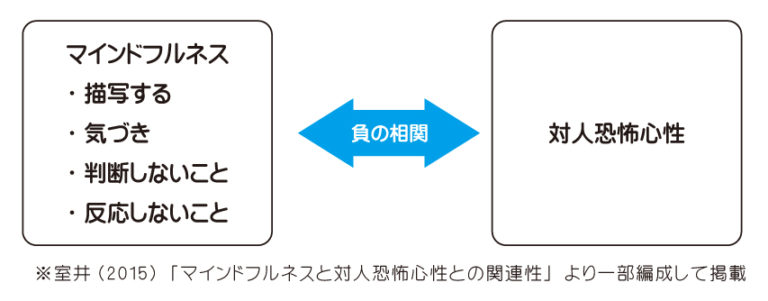 マインドフルネス
・描写する
・気づき
・判断しないこと
・反応しないこと
負の相関
対人恐怖心性
※室井（2015）「マインドフルネスと対人恐怖心性との関連性」より一部編成して掲載